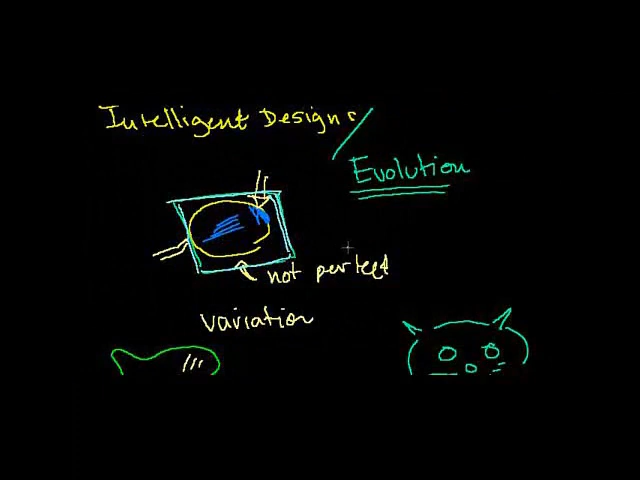 Intelligent Design /
Evolution
not perfect
variation